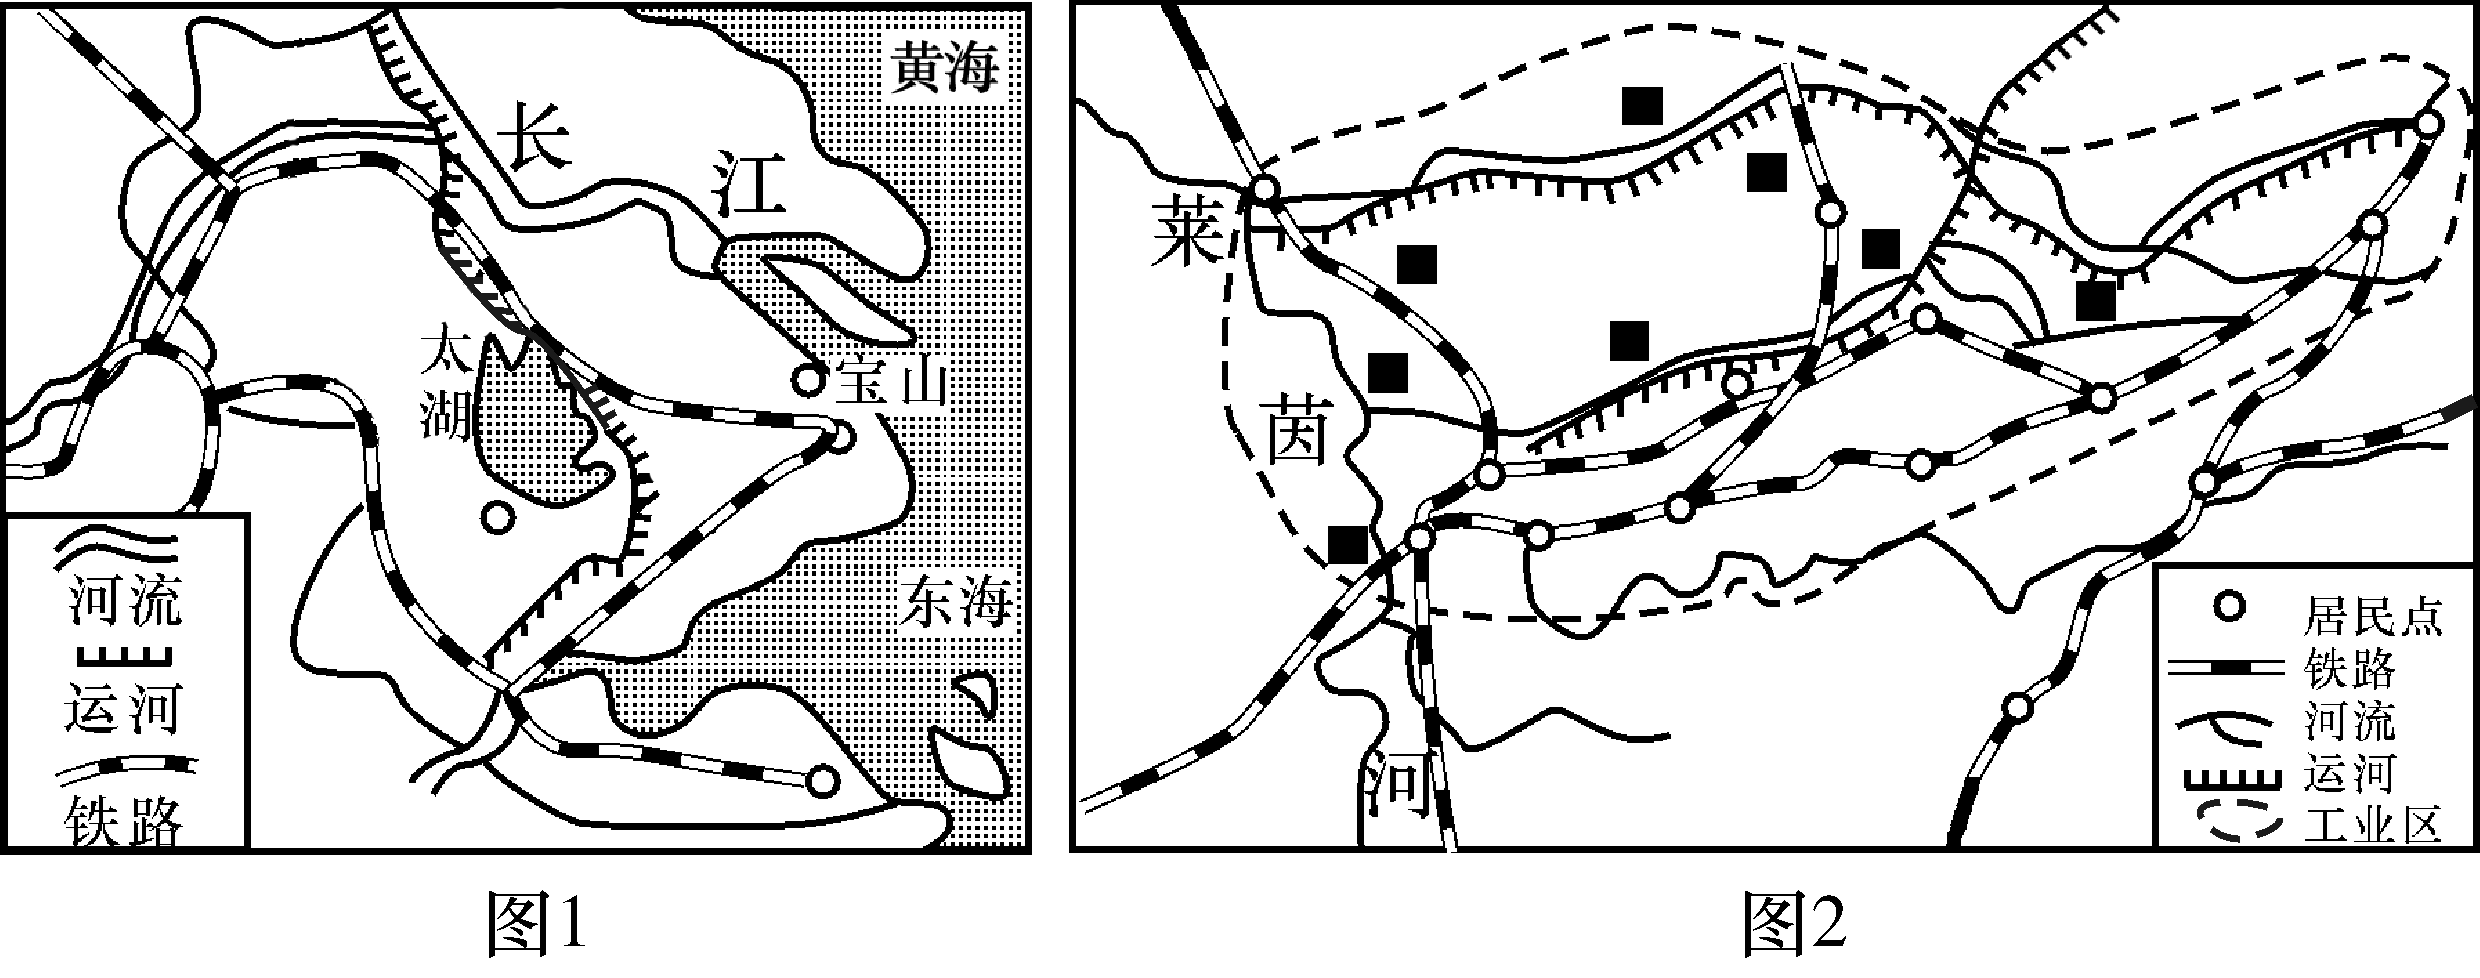 黄海
长江
太湖
宝山
东海
河流
运河
铁路
图1
莱茵河
居民点
铁路
河流
运河
工业区
图2